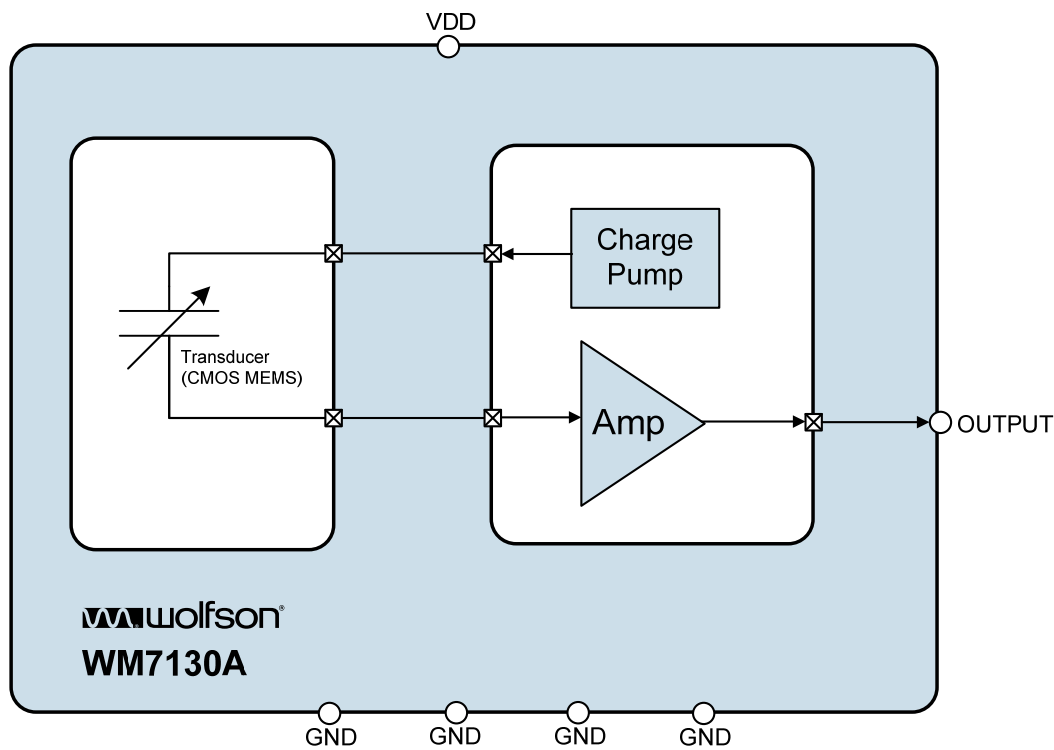 VDD
Charge
Pump
Transducer
(CMOS MEMS)
Amp
OUTPUT
wolfson®
WM7130A
GND
GND
GND
GND